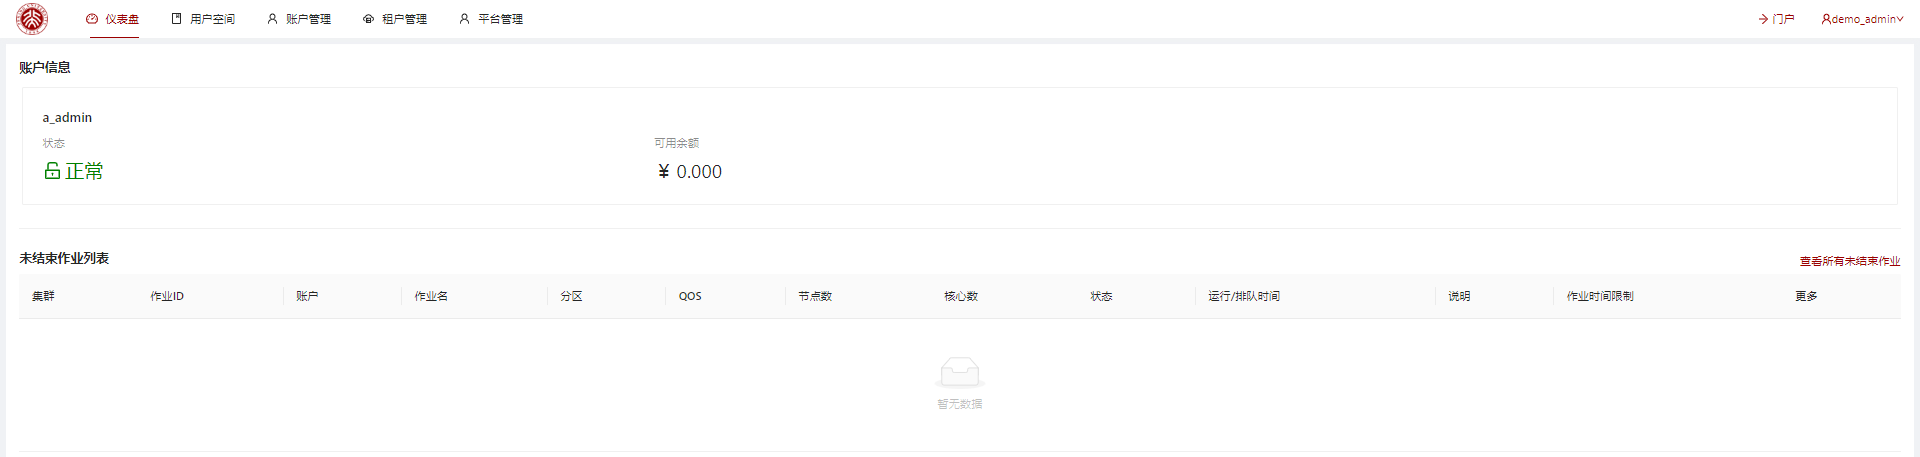 仪表盘 用户空间 账户管理 租户管理 平台管理 门户 demo_admin
账户信息
a_admin
状态 可用余额
正常 ¥ 0.000
未结束作业列表 查看所有未结束作业
集群 作业ID 账户 作业名 分区 QOS 节点数 核心数 状态 运行/排队时间 说明 作业时间限制 更多
暂无数据